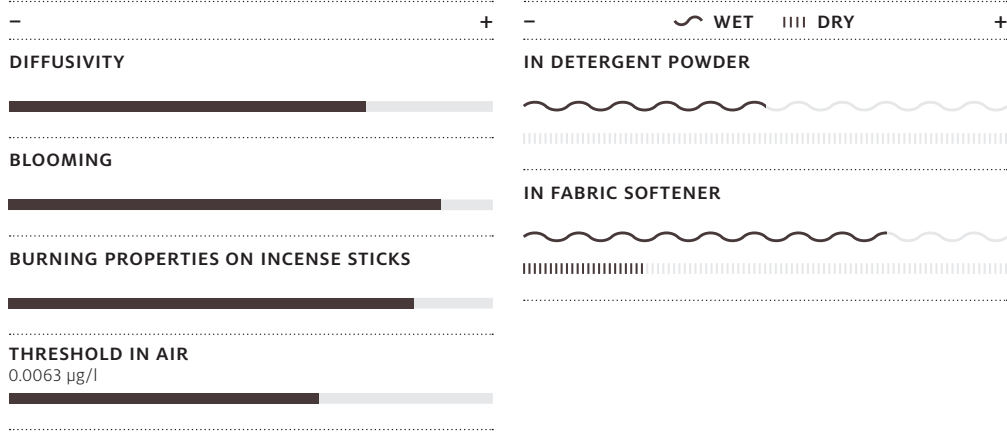 – +
DIFFUSIVITY
BLOOMING
BURNING PROPERTIES ON INCENSE STICKS
THRESHOLD IN AIR
0.0063 µg/l
– WET DRY +
IN DETERGENT POWDER
IN FABRIC SOFTENER